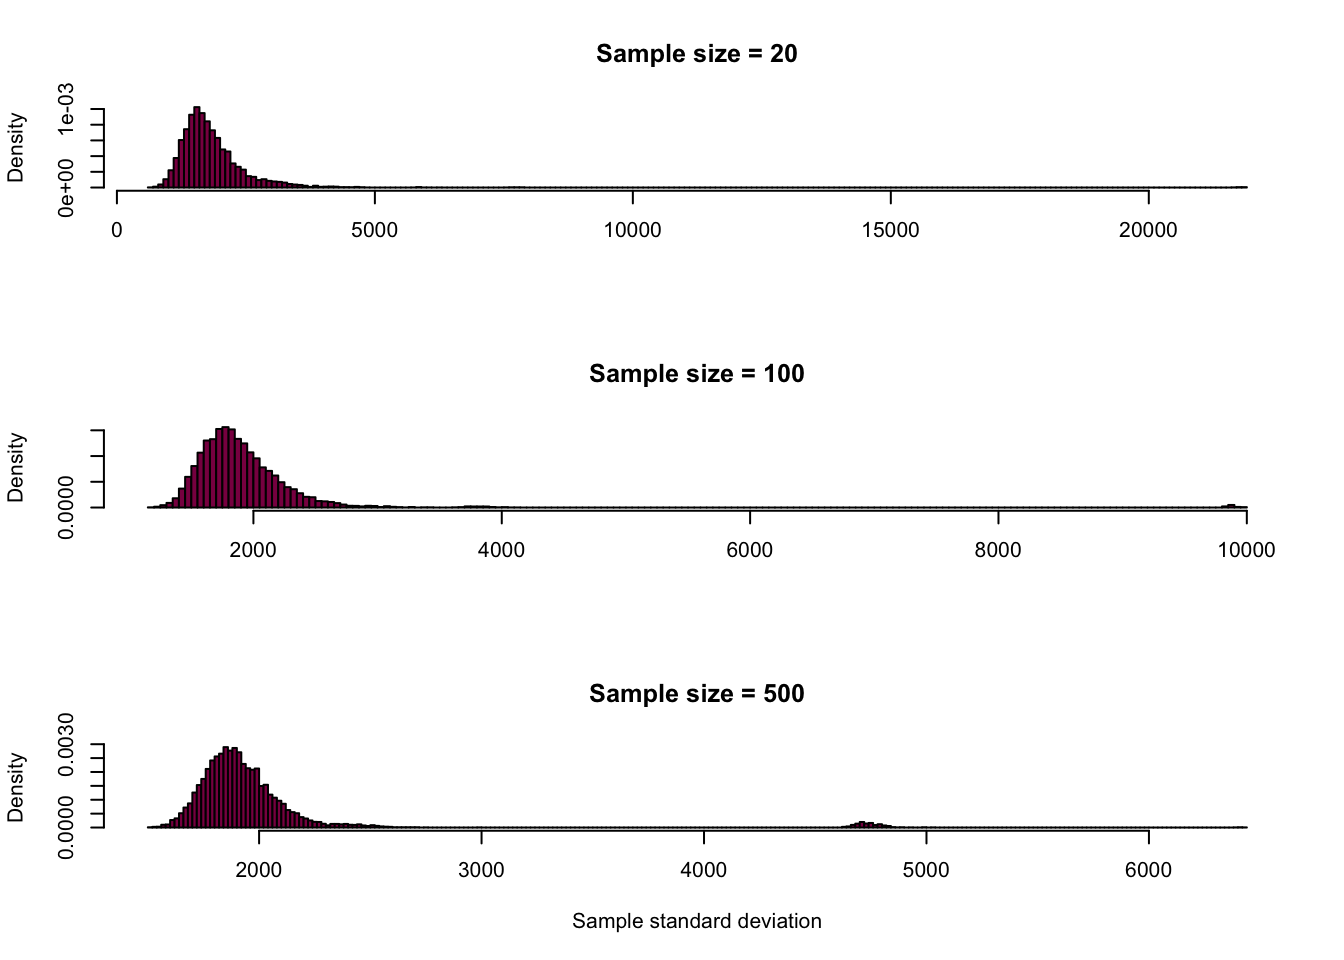 Sample size = 20
Density
0e+00 1e-03
0 5000 10000 15000 20000
Sample size = 100
Density
0.0000
2000 4000 6000 8000 10000
Sample size = 500
Density
0.0000 0.0030
2000 3000 4000 5000 6000
Sample standard deviation